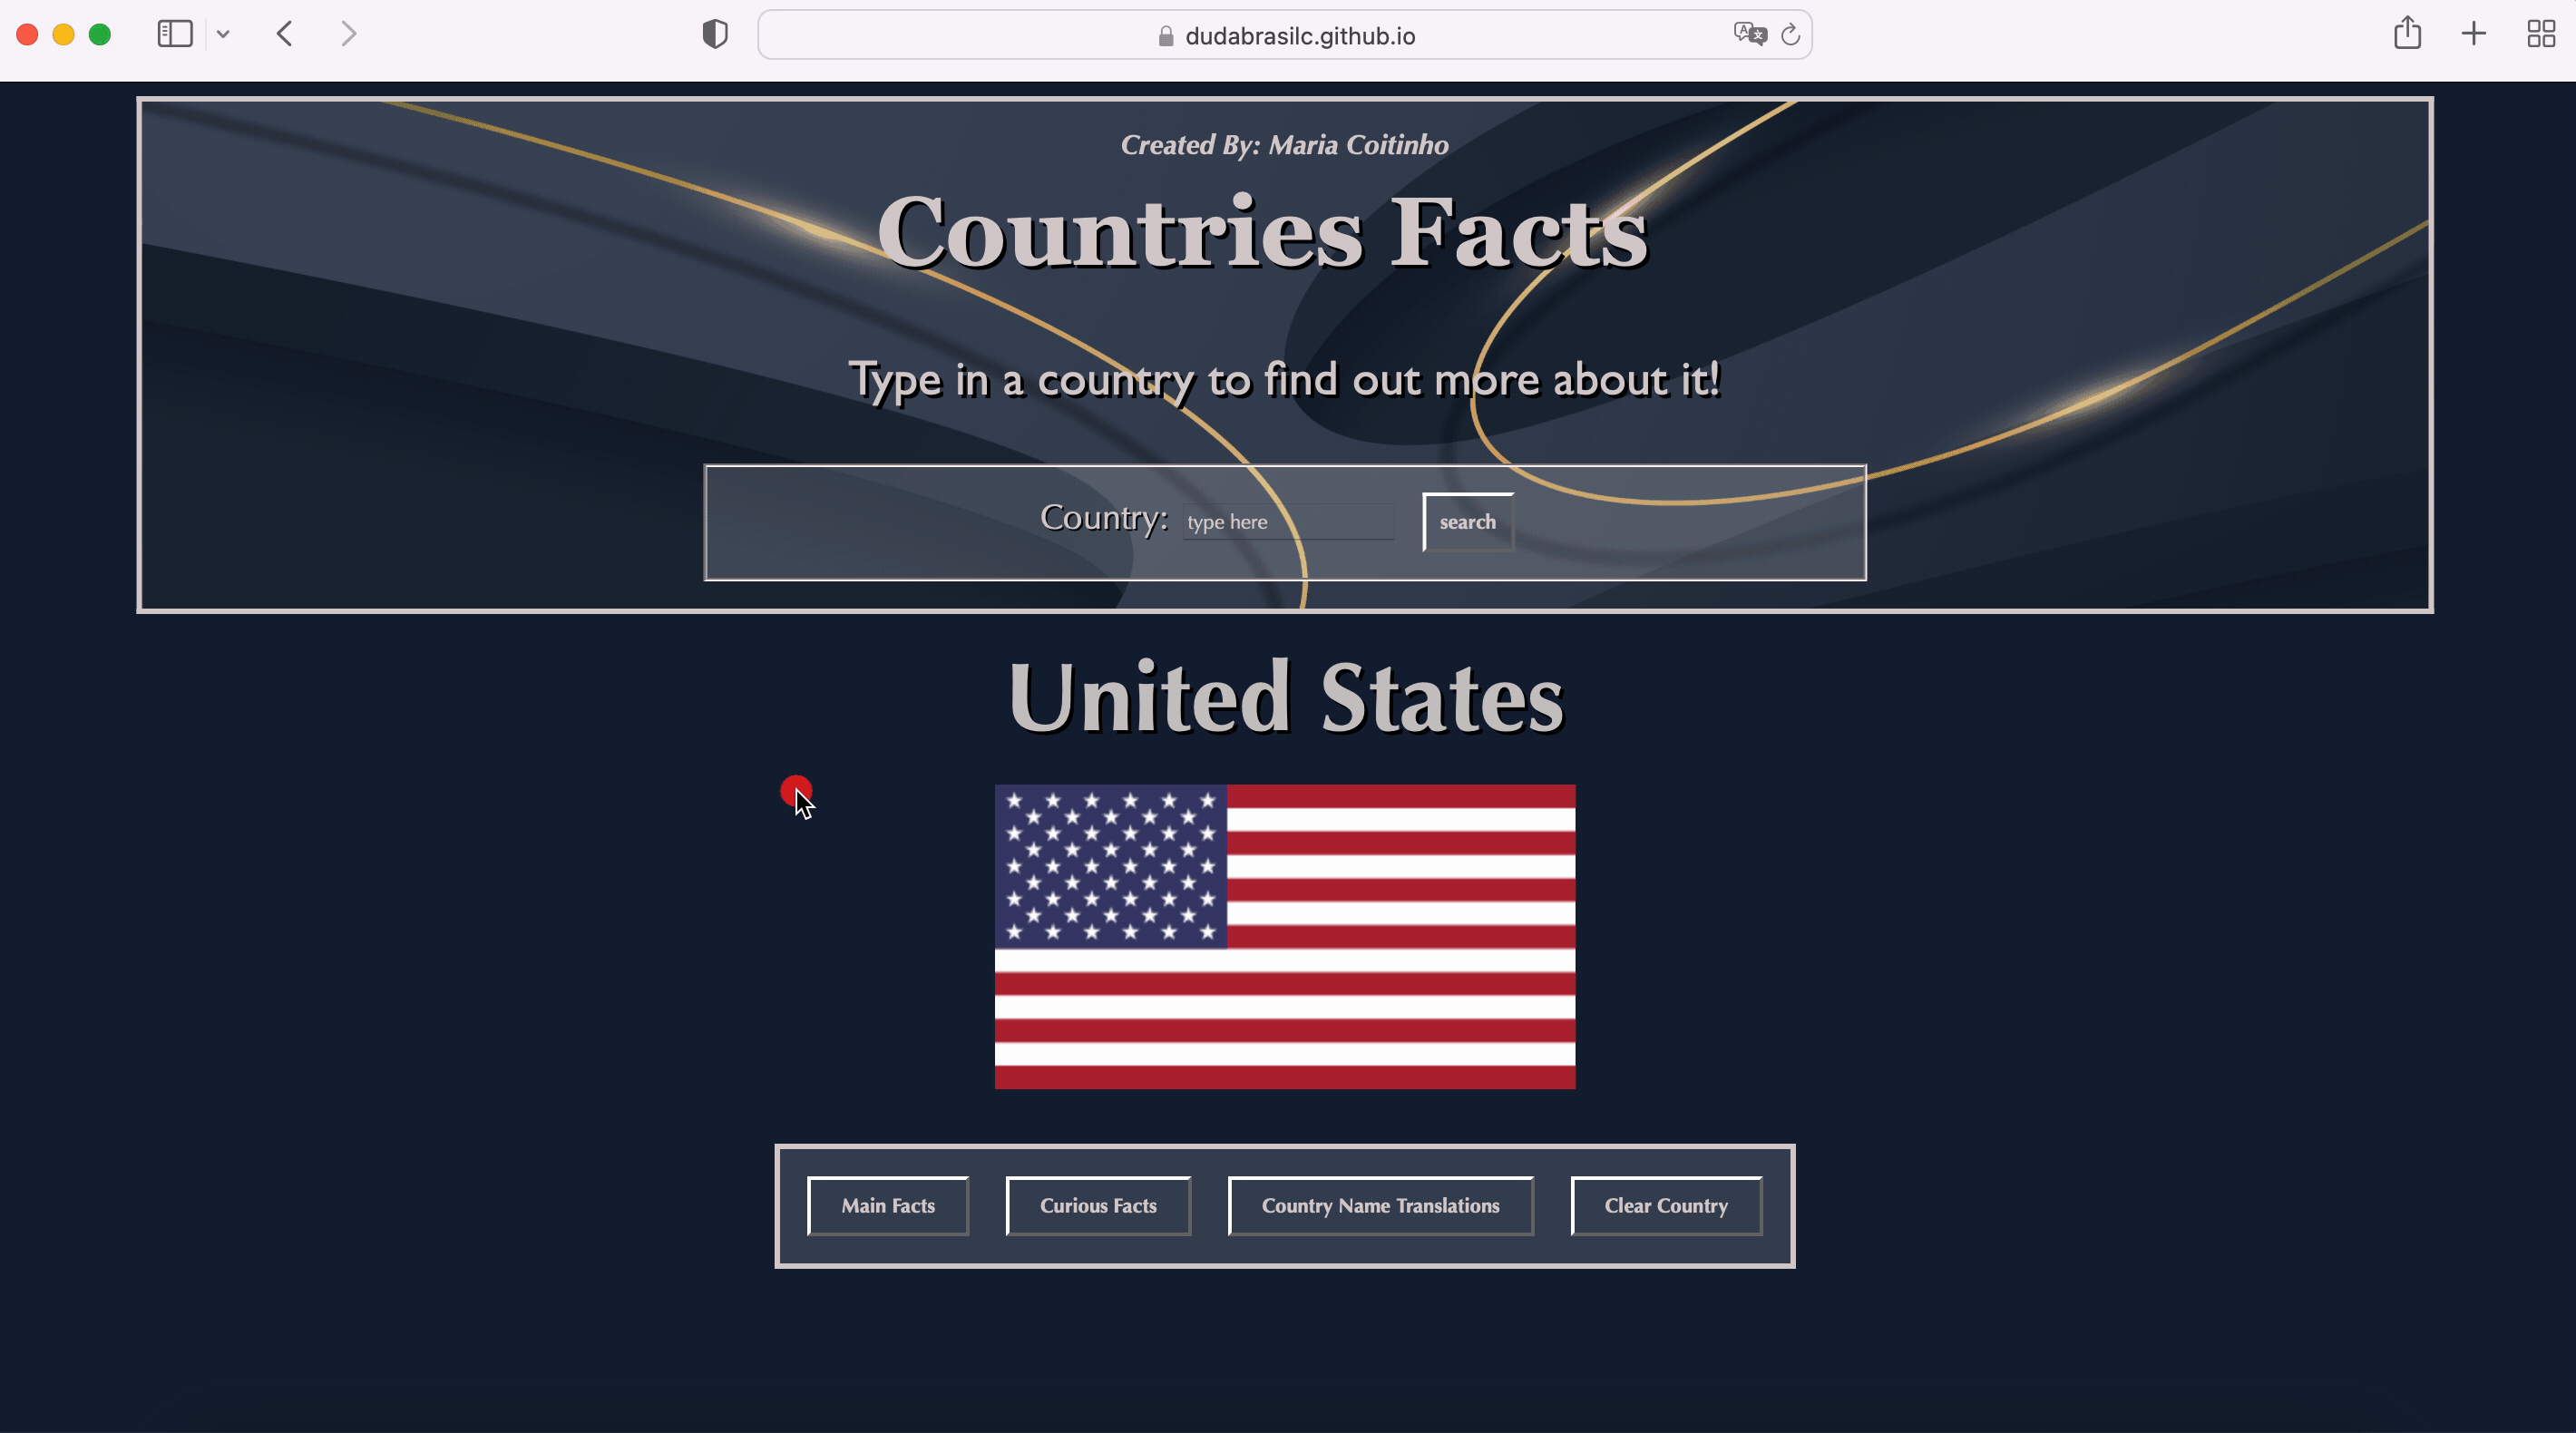 dudabrasilc.github.io
Created By: Maria Coitinho
Countries Facts
Type in a country to find out more about it!
Country: type here search
United States
Main Facts Curious Facts Country Name Translations Clear Country